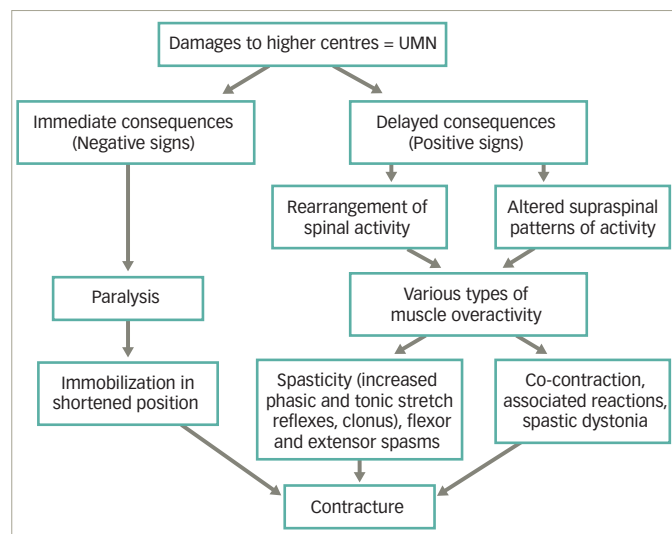 Damages to higher centres = UMN
Immediate consequences
(Negative signs)
Delayed consequences
(Positive signs)
Rearrangement of
spinal activity
Altered supraspinal
patterns of activity
Paralysis
Various types of
muscle overactivity
Immobilization in
shortened position
Spasticity (increased
phasic and tonic stretch
reflexes, clonus), flexor
and extensor spasms
Co-contraction,
associated reactions,
spastic dystonia
Contracture